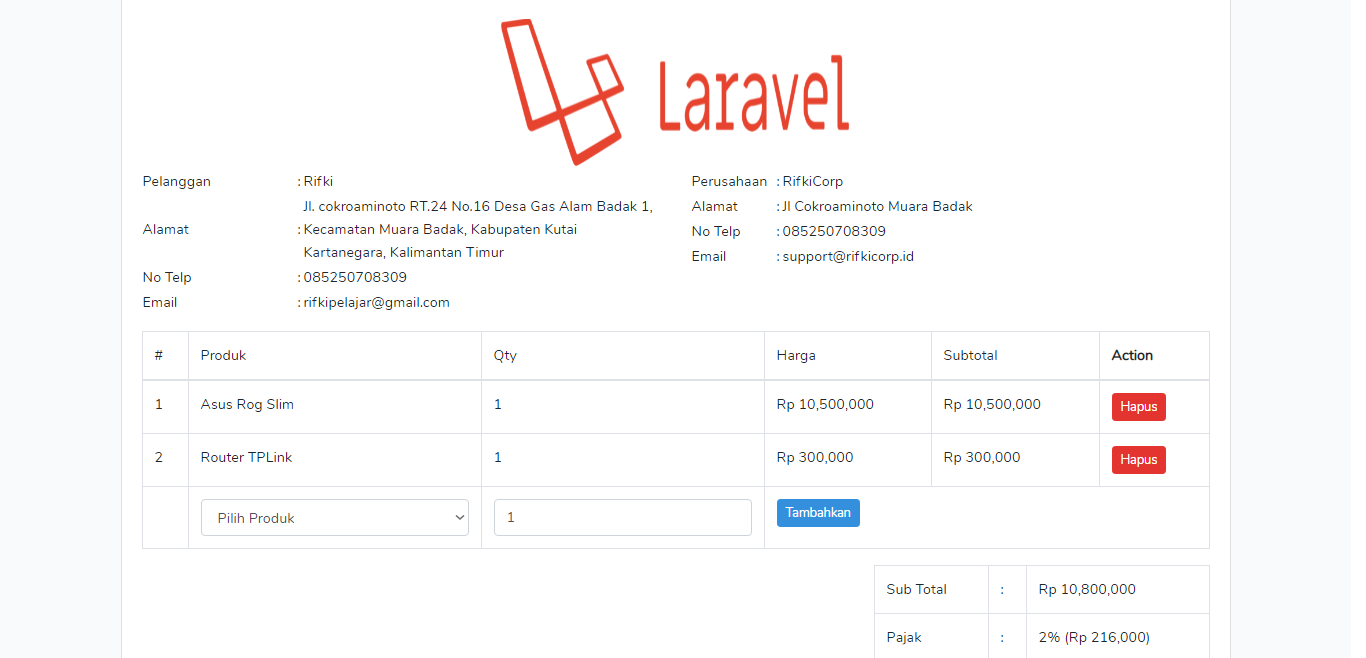 Laravel
Pelanggan : Rifki
Alamat : Jl. cokroaminoto RT.24 No.16 Desa Gas Alam Badak 1,
Kecamatan Muara Badak, Kabupaten Kutai
Kartanegara, Kalimantan Timur
No Telp : 085250708309
Email : rifkipelajar@gmail.com
Perusahaan : RifkiCorp
Alamat : Jl Cokroaminoto Muara Badak
No Telp : 085250708309
Email : support@rifkicorp.id
# Produk Qty Harga Subtotal Action
1 Asus Rog Slim 1 Rp 10,500,000 Rp 10,500,000 Hapus
2 Router TPLink 1 Rp 300,000 Rp 300,000 Hapus
Pilih Produk 1 Tambahkan
Sub Total : Rp 10,800,000
Pajak : 2% (Rp 216,000)